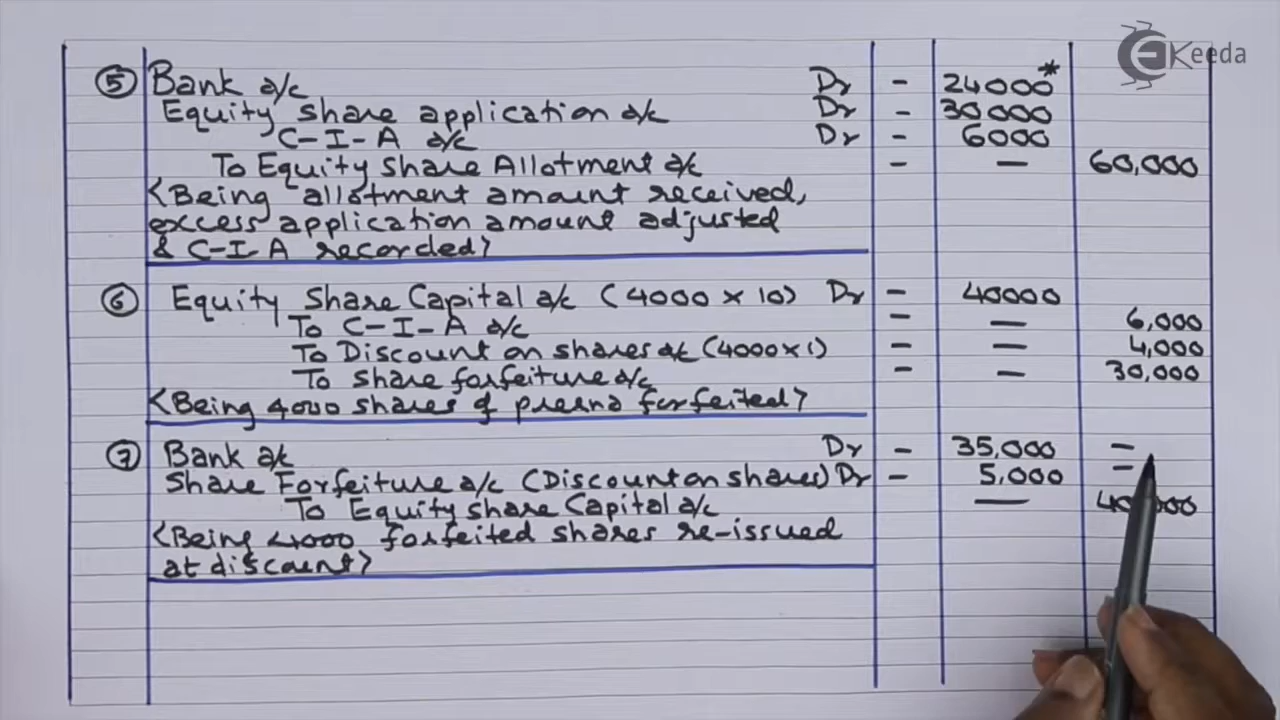 EKeeda
5 Bank a/c Dr - 24000*
Equity share application a/c Dr - 30000
C-I-A a/c Dr - 6000
To Equity Share Allotment a/c - — 60,000
<Being allotment amount received,
excess application amount adjusted
& C-I-A recorded>
6 Equity Share Capital a/c (4000 x 10) Dr - 40000
To C-I-A a/c - — 6,000
To Discount on shares a/c (4000x1) - — 4,000
To Share forfeiture a/c - — 30,000
<Being 4000 shares of prerna forfeited>
7 Bank a/c Dr - 35,000 -
Share Forfeiture a/c (Discount on shares) Dr - 5,000 -
To Equity share Capital a/c — 40,000
<Being 4000 forfeited shares re-issued
at discount>